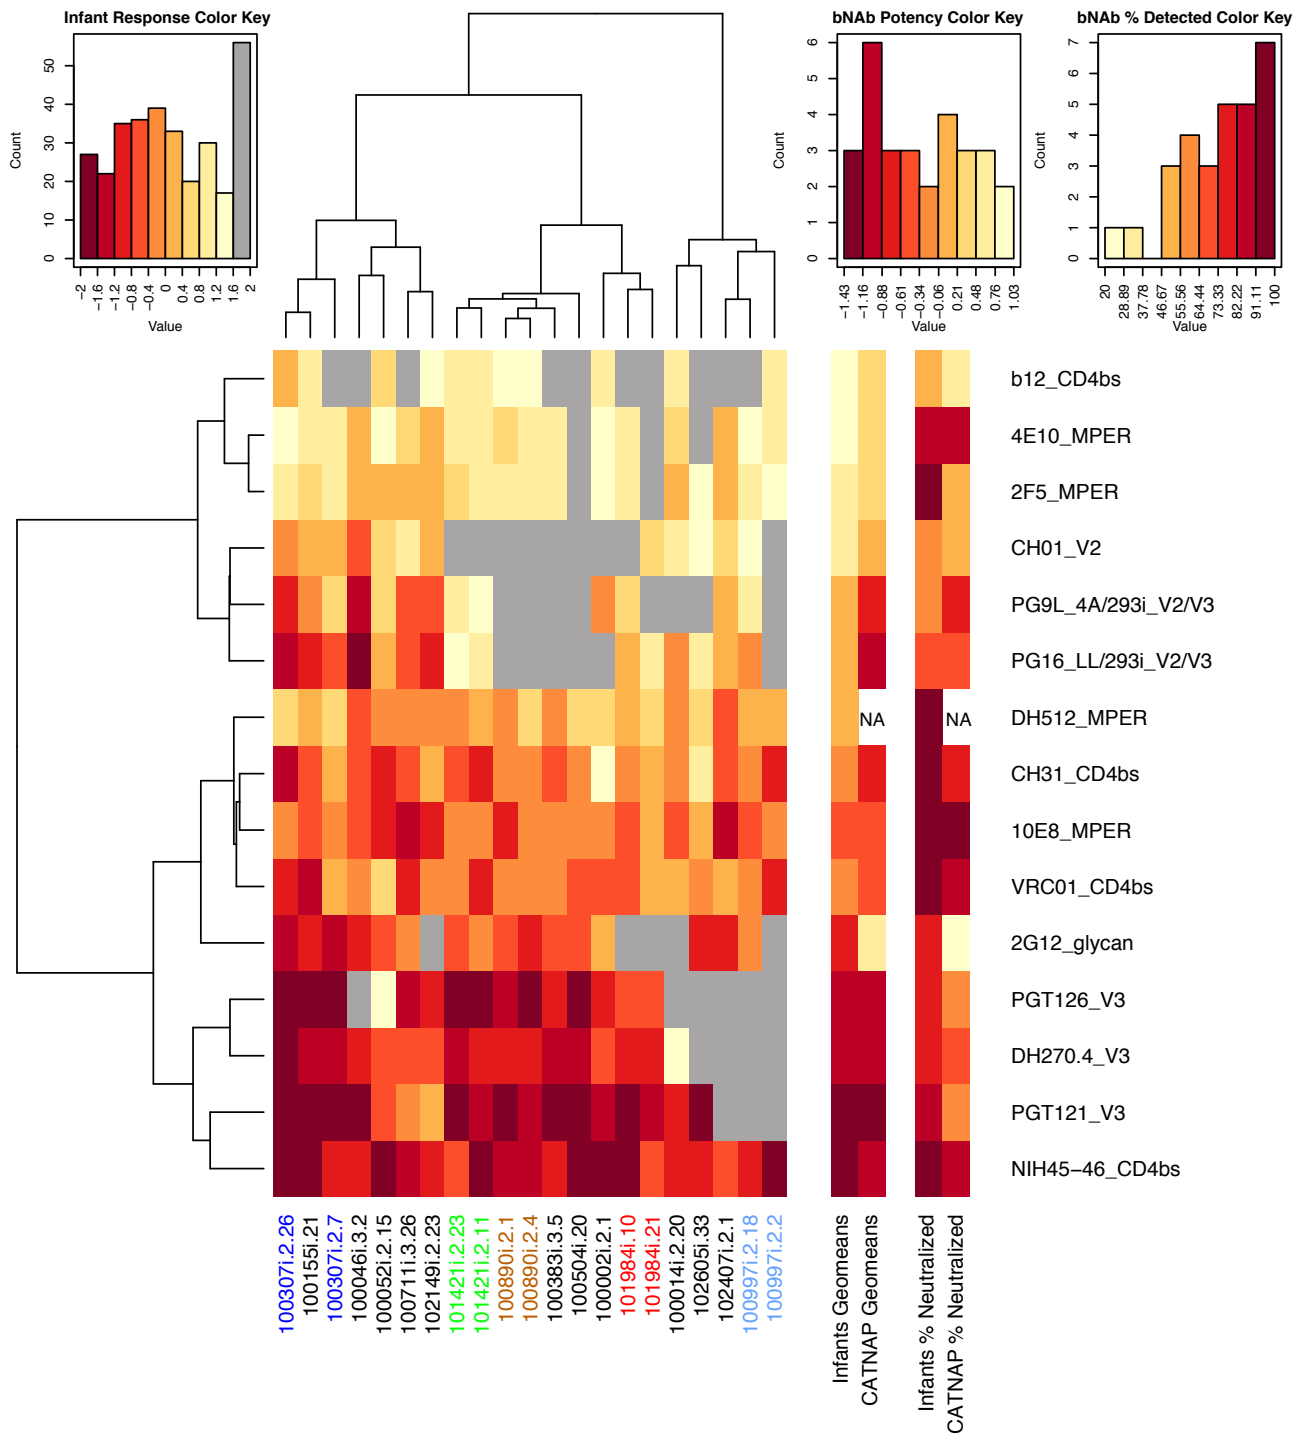 Infant Response Color Key
Count
0 10 20 30 40 50
−2 −1.6 −1.2 −0.8 −0.4 0 0.4 0.8 1.2 1.6 2
Value
bNAb Potency Color Key
Count
0 1 2 3 4 5 6
−1.43 −1.16 −0.88 −0.61 −0.34 −0.06 0.21 0.48 0.76 1.03
Value
bNAb % Detected Color Key
Count
0 1 2 3 4 5 6 7
20 28.89 37.78 46.67 55.56 64.44 73.33 82.22 91.11 100
Value
b12_CD4bs
4E10_MPER
2F5_MPER
CH01_V2
PG9L_4A/293i_V2/V3
PG16_LL/293i_V2/V3
NA NA DH512_MPER
CH31_CD4bs
10E8_MPER
VRC01_CD4bs
2G12_glycan
PGT126_V3
DH270.4_V3
PGT121_V3
NIH45−46_CD4bs
100307i.2.26
100155i.21
100307i.2.7
100046i.3.2
100052i.2.15
100711i.3.26
102149i.2.23
101421i.2.23
101421i.2.11
100890i.2.1
100890i.2.4
100383i.3.5
100504i.20
100002i.2.1
101984i.10
101984i.21
100014i.2.20
102605i.33
102407i.2.1
100997i.2.18
100997i.2.2
Infants Geomeans
CATNAP Geomeans
Infants % Neutralized
CATNAP % Neutralized